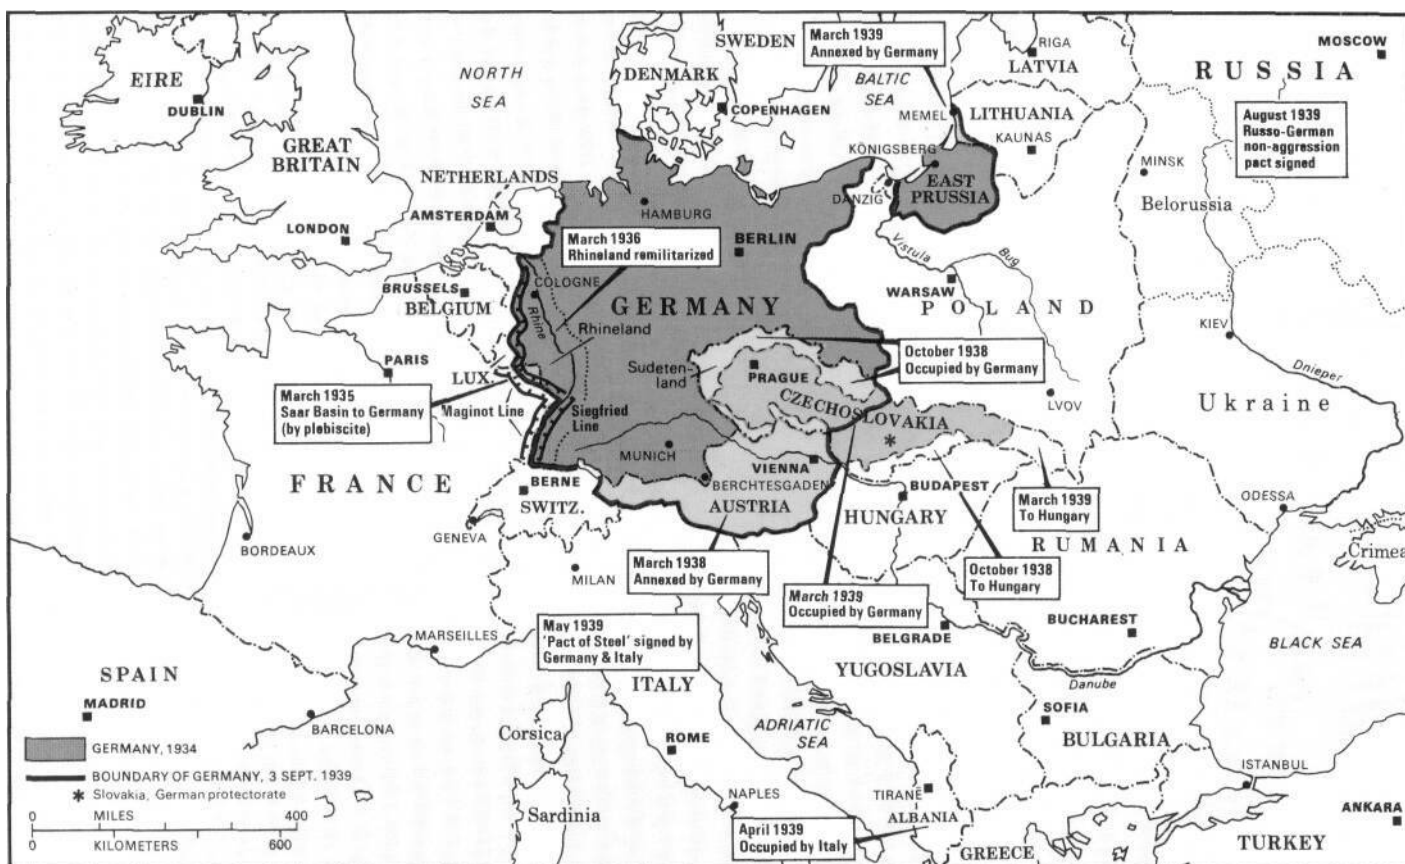 March 1939
Annexed by Germany
SWEDEN
RIGA
LATVIA
MOSCOW
RUSSIA
EIRE
DUBLIN
NORTH
SEA
DENMARK
COPENHAGEN
BALTIC
SEA
MEMEL
LITHUANIA
KAUNAS
August 1939
Russo-German
non-aggression
pact signed
GREAT
BRITAIN
KÖNIGSBERG
MINSK
NETHERLANDS
EAST
PRUSSIA
DANZIG
Belorussia
AMSTERDAM
HAMBURG
LONDON
March 1936
Rhineland remilitarized
BERLIN
Vistula
Bug
BRUSSELS
BELGIUM
COLOGNE
Rhine
GERMANY
WARSAW
POLAND
Rhineland
KIEV
PARIS
LUX.
Sudeten-
land
PRAGUE
October 1938
Occupied by Germany
Dnieper
March 1935
Saar Basin to Germany
(by plebiscite)
Maginot Line
Siegfried
Line
CZECHOSLOVAKIA
*
LVOV
Ukraine
MUNICH
VIENNA
FRANCE
BERNE
SWITZ.
BERCHTESGADEN
AUSTRIA
BUDAPEST
HUNGARY
March 1939
To Hungary
ODESSA
BORDEAUX
GENEVA
RUMANIA
Crimea
MILAN
March 1938
Annexed by Germany
March 1939
Occupied by Germany
October 1938
To Hungary
May 1939
'Pact of Steel' signed by
Germany & Italy
BELGRADE
BUCHAREST
MARSEILLES
BLACK SEA
SPAIN
MADRID
ITALY
YUGOSLAVIA
Danube
BARCELONA
Corsica
ROME
ADRIATIC
SEA
SOFIA
BULGARIA
GERMANY, 1934
BOUNDARY OF GERMANY, 3 SEPT. 1939
* Slovakia, German protectorate
ISTANBUL
Sardinia
NAPLES
TIRANË
ALBANIA
ANKARA
0 MILES 400
0 KILOMETERS 600
April 1939
Occupied by Italy
GREECE
TURKEY